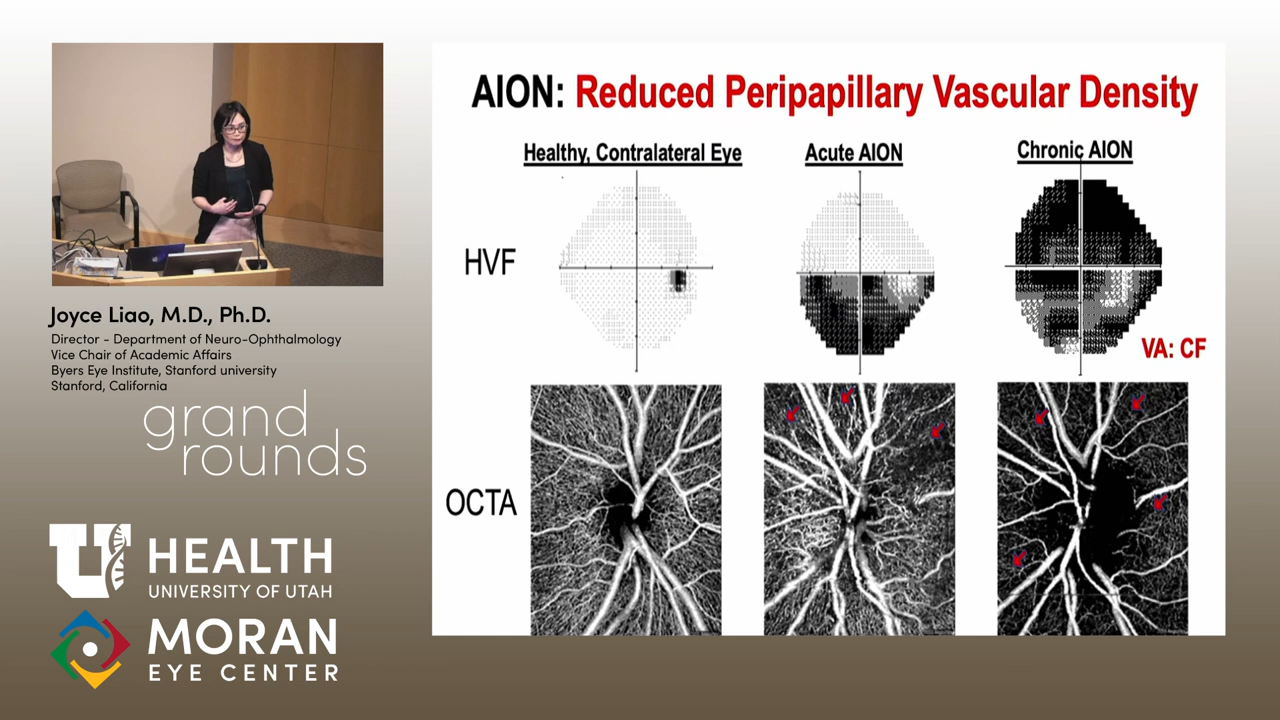 AION: Reduced Peripapillary Vascular Density
Healthy, Contralateral Eye
Acute AION
Chronic AION
HVF
VA: CF
OCTA
Joyce Liao, M.D., Ph.D.
Director - Department of Neuro-Ophthalmology
Vice Chair of Academic Affairs
Byers Eye Institute, Stanford university
Stanford, California
grand
rounds
U HEALTH
UNIVERSITY OF UTAH
MORAN
EYE CENTER